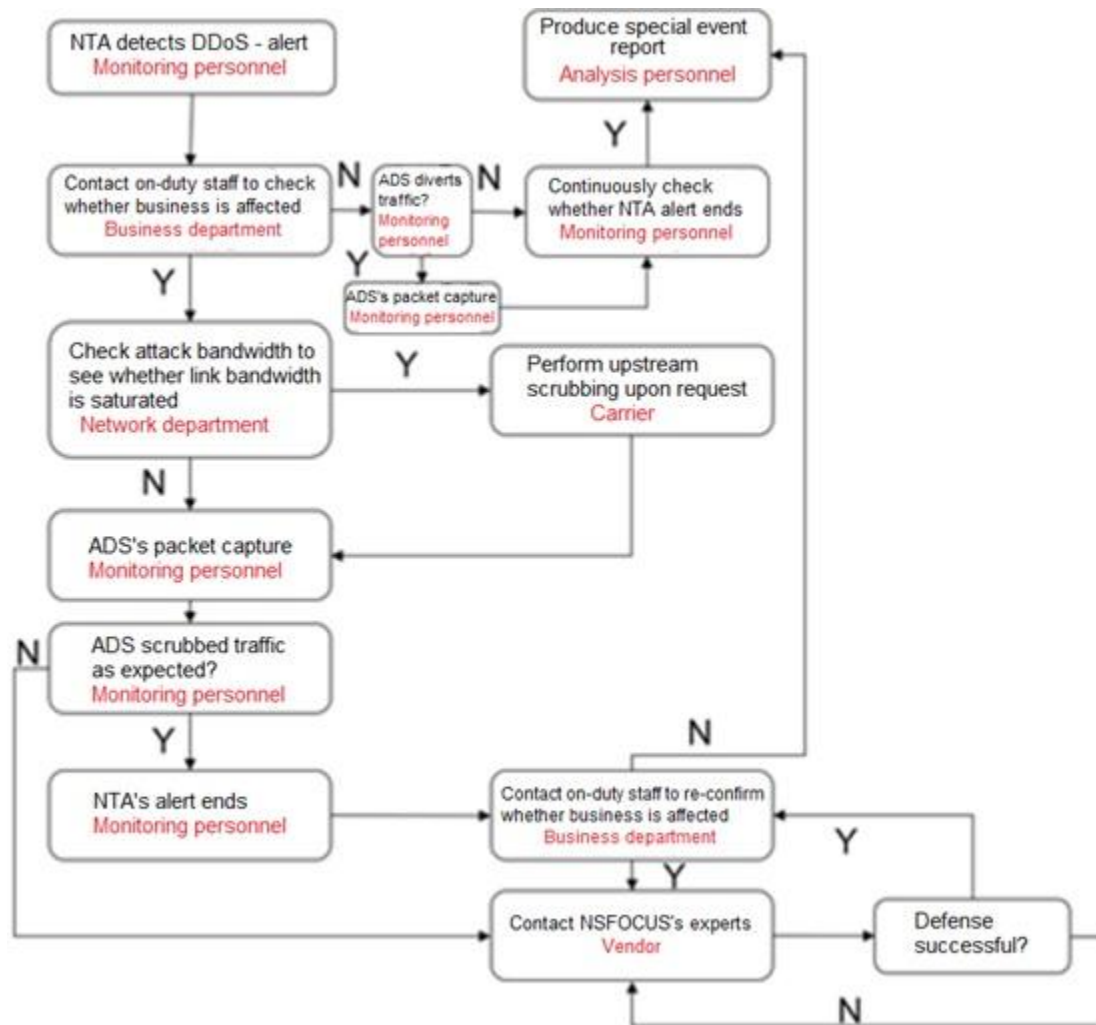 NTA detects DDoS - alert
Monitoring personnel
Produce special event
report
Analysis personnel
Y
Contact on-duty staff to check
whether business is affected
Business department
N
ADS diverts
traffic?
Monitoring
personnel
N
Continuously check
whether NTA alert ends
Monitoring personnel
Y
Y
ADS's packet capture
Monitoring personnel
Check attack bandwidth to
see whether link bandwidth
is saturated
Network department
Y
Perform upstream
scrubbing upon request
Carrier
N
ADS's packet capture
Monitoring personnel
N
ADS scrubbed traffic
as expected?
Monitoring personnel
Y
N
NTA's alert ends
Monitoring personnel
Contact on-duty staff to re-confirm
whether business is affected
Business department
Y
Y
Contact NSFOCUS's experts
Vendor
Defense
successful?
N